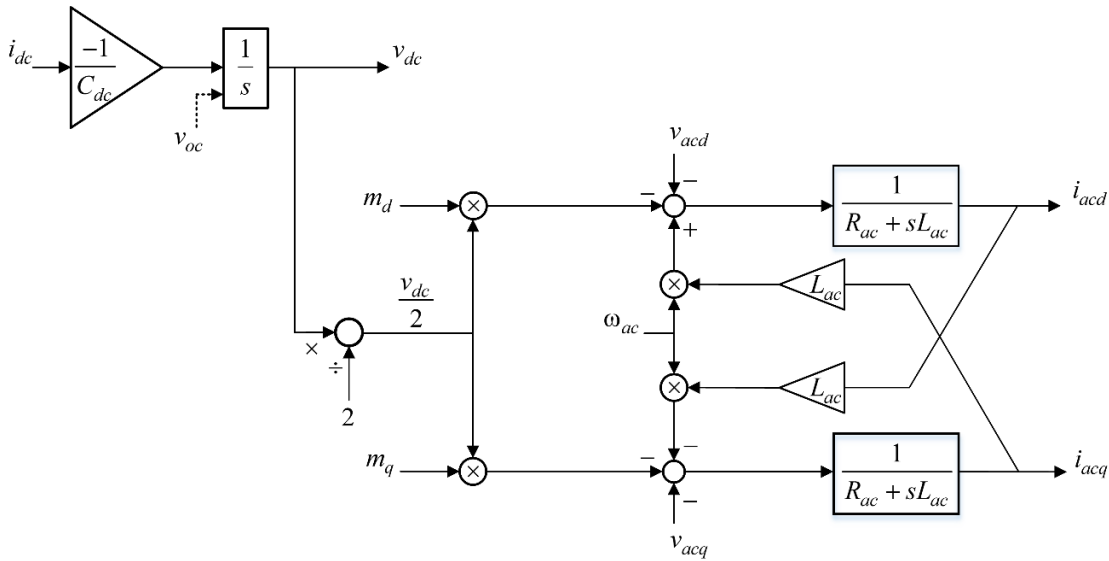 i_dc
−1
C_dc
1
s
v_dc
v_oc
v_acd
m_d
×
−
−
+
1
R_ac + sL_ac
i_acd
×
L_ac
v_dc
2
ω_ac
×
÷
2
×
L_ac
m_q
×
−
−
−
1
R_ac + sL_ac
i_acq
v_acq